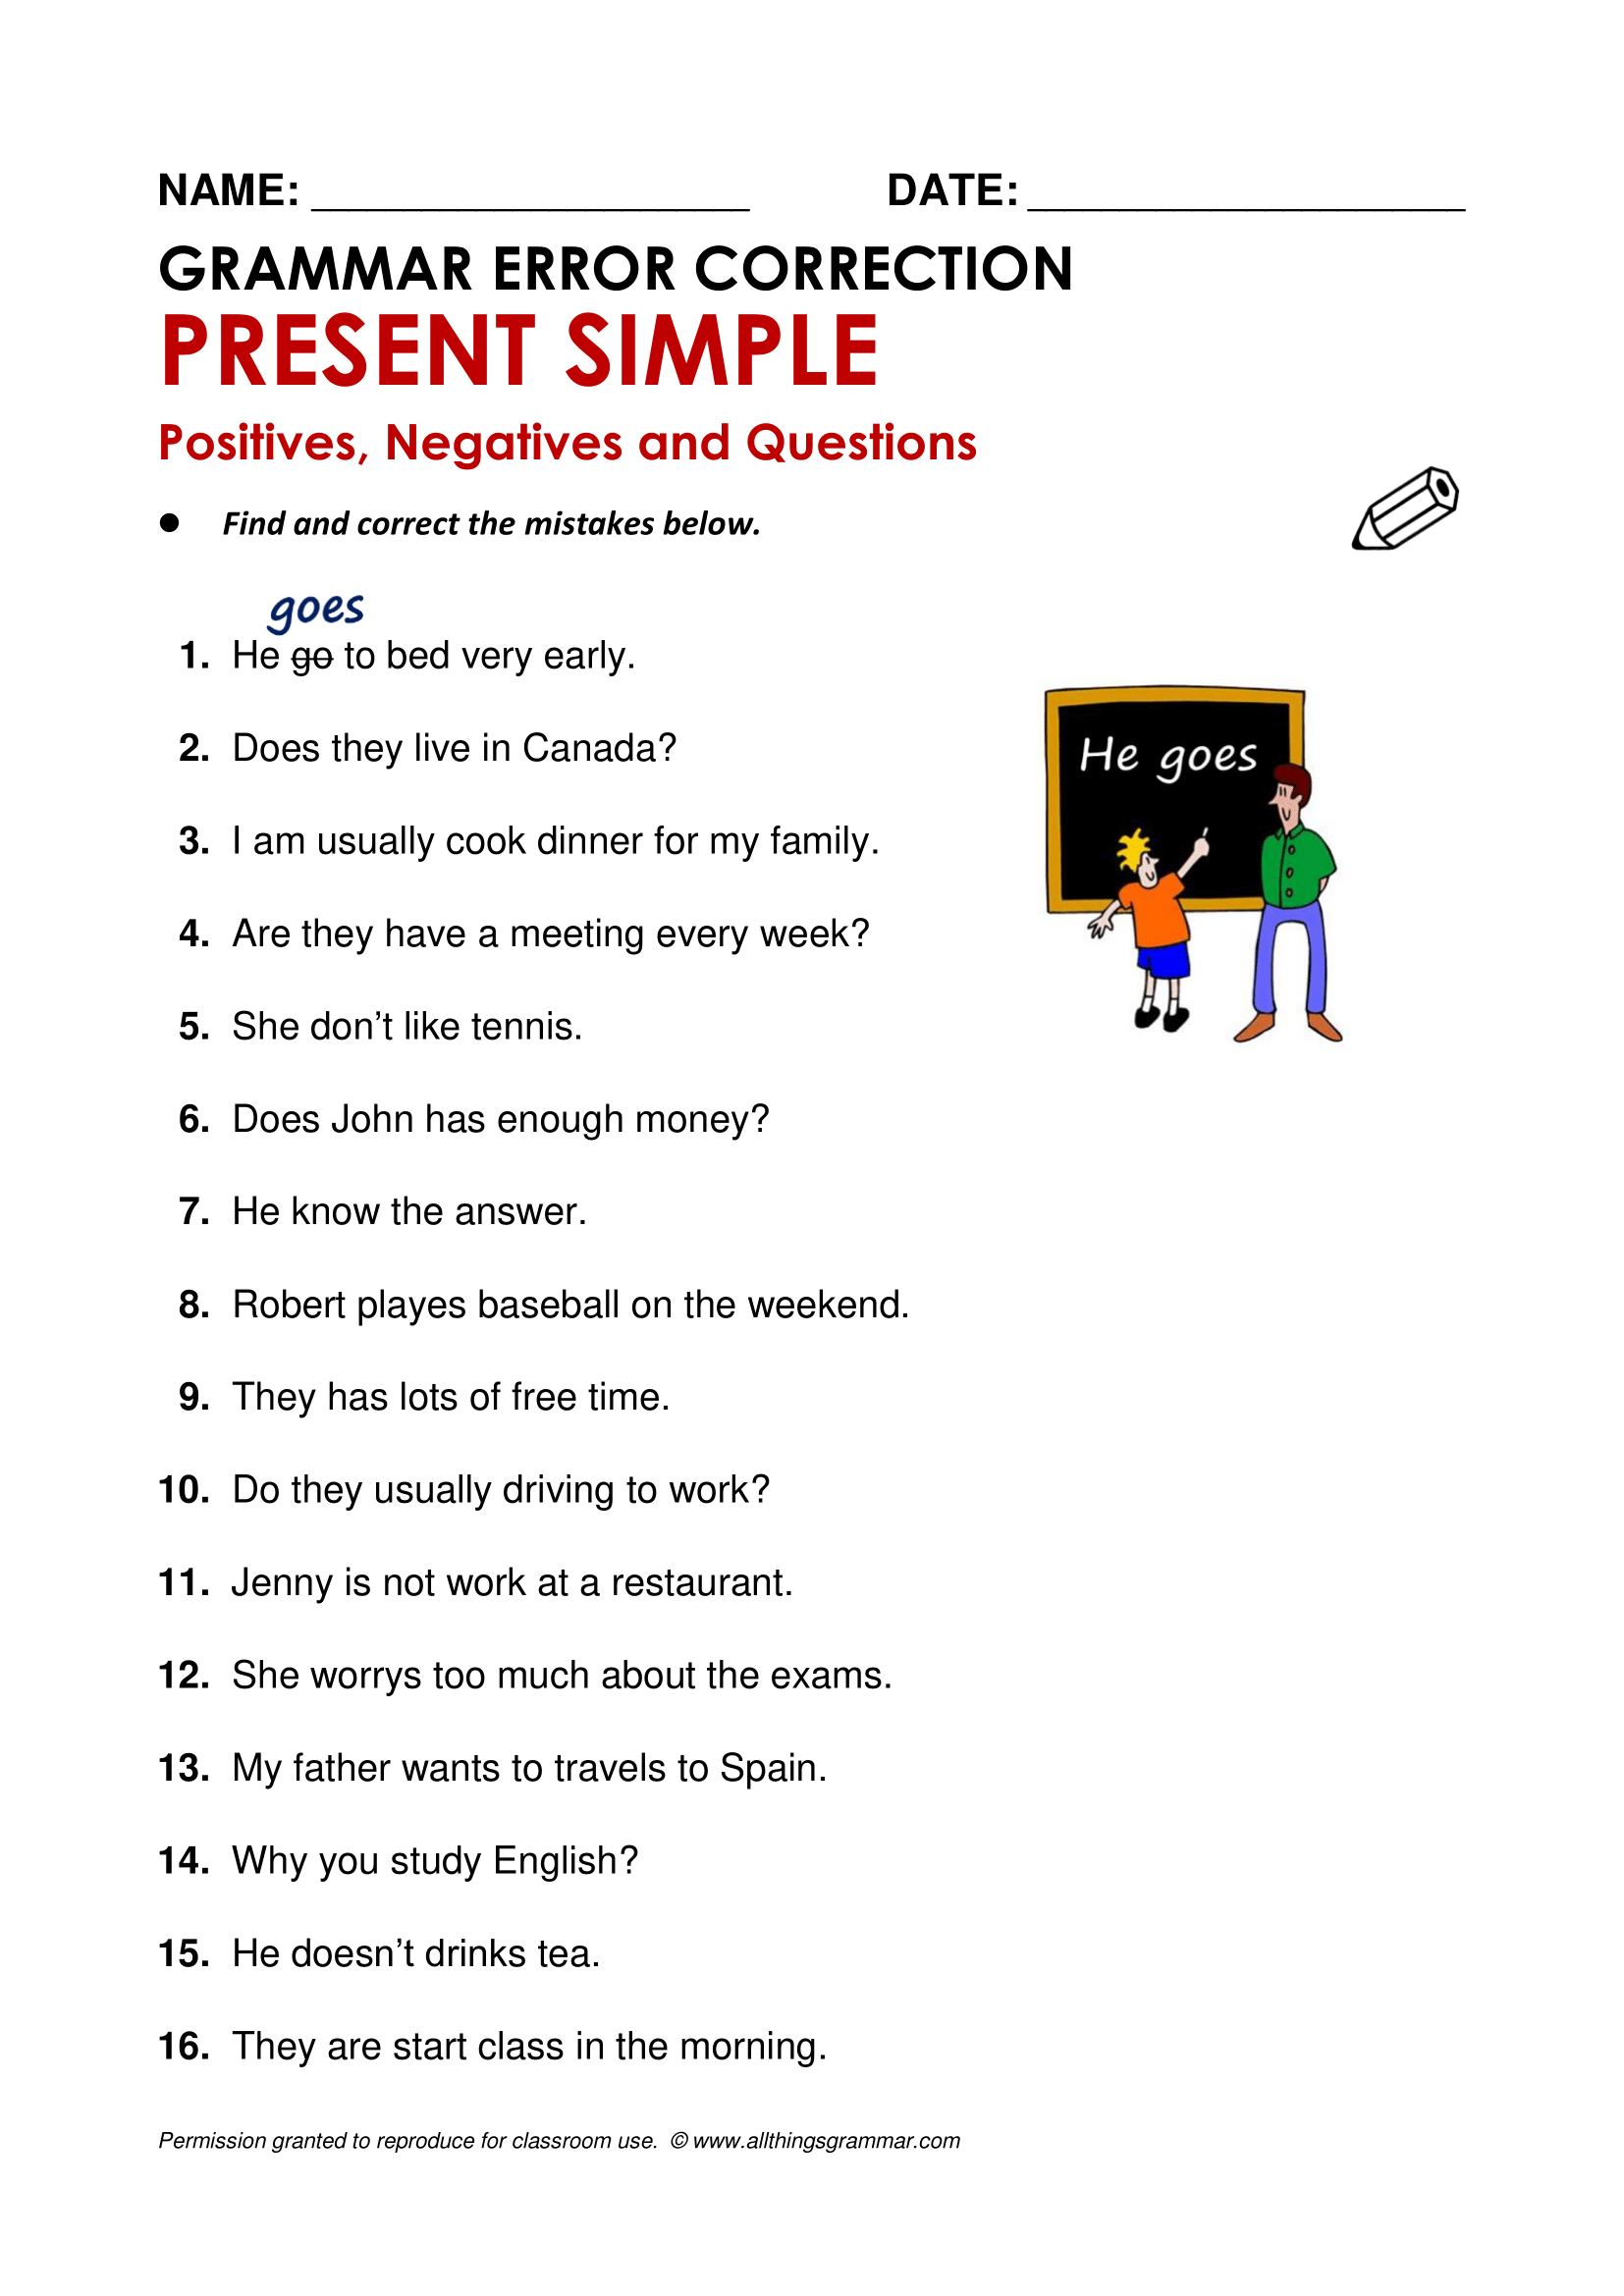 NAME: ____________________ DATE: ____________________
GRAMMAR ERROR CORRECTION
PRESENT SIMPLE
Positives, Negatives and Questions
● Find and correct the mistakes below.
goes
1. He go to bed very early.
He goes
2. Does they live in Canada?
3. I am usually cook dinner for my family.
4. Are they have a meeting every week?
5. She don’t like tennis.
6. Does John has enough money?
7. He know the answer.
8. Robert playes baseball on the weekend.
9. They has lots of free time.
10. Do they usually driving to work?
11. Jenny is not work at a restaurant.
12. She worrys too much about the exams.
13. My father wants to travels to Spain.
14. Why you study English?
15. He doesn’t drinks tea.
16. They are start class in the morning.
Permission granted to reproduce for classroom use. © www.allthingsgrammar.com